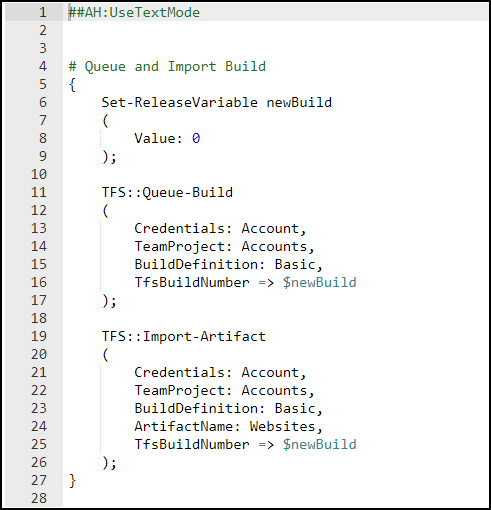 1 ##AH:UseTextMode
2
3
4 # Queue and Import Build
5 {
6 Set-ReleaseVariable newBuild
7 (
8 Value: 0
9 );
10
11 TFS::Queue-Build
12 (
13 Credentials: Account,
14 TeamProject: Accounts,
15 BuildDefinition: Basic,
16 TfsBuildNumber => $newBuild
17 );
18
19 TFS::Import-Artifact
20 (
21 Credentials: Account,
22 TeamProject: Accounts,
23 BuildDefinition: Basic,
24 ArtifactName: Websites,
25 TfsBuildNumber => $newBuild
26 );
27 }
28